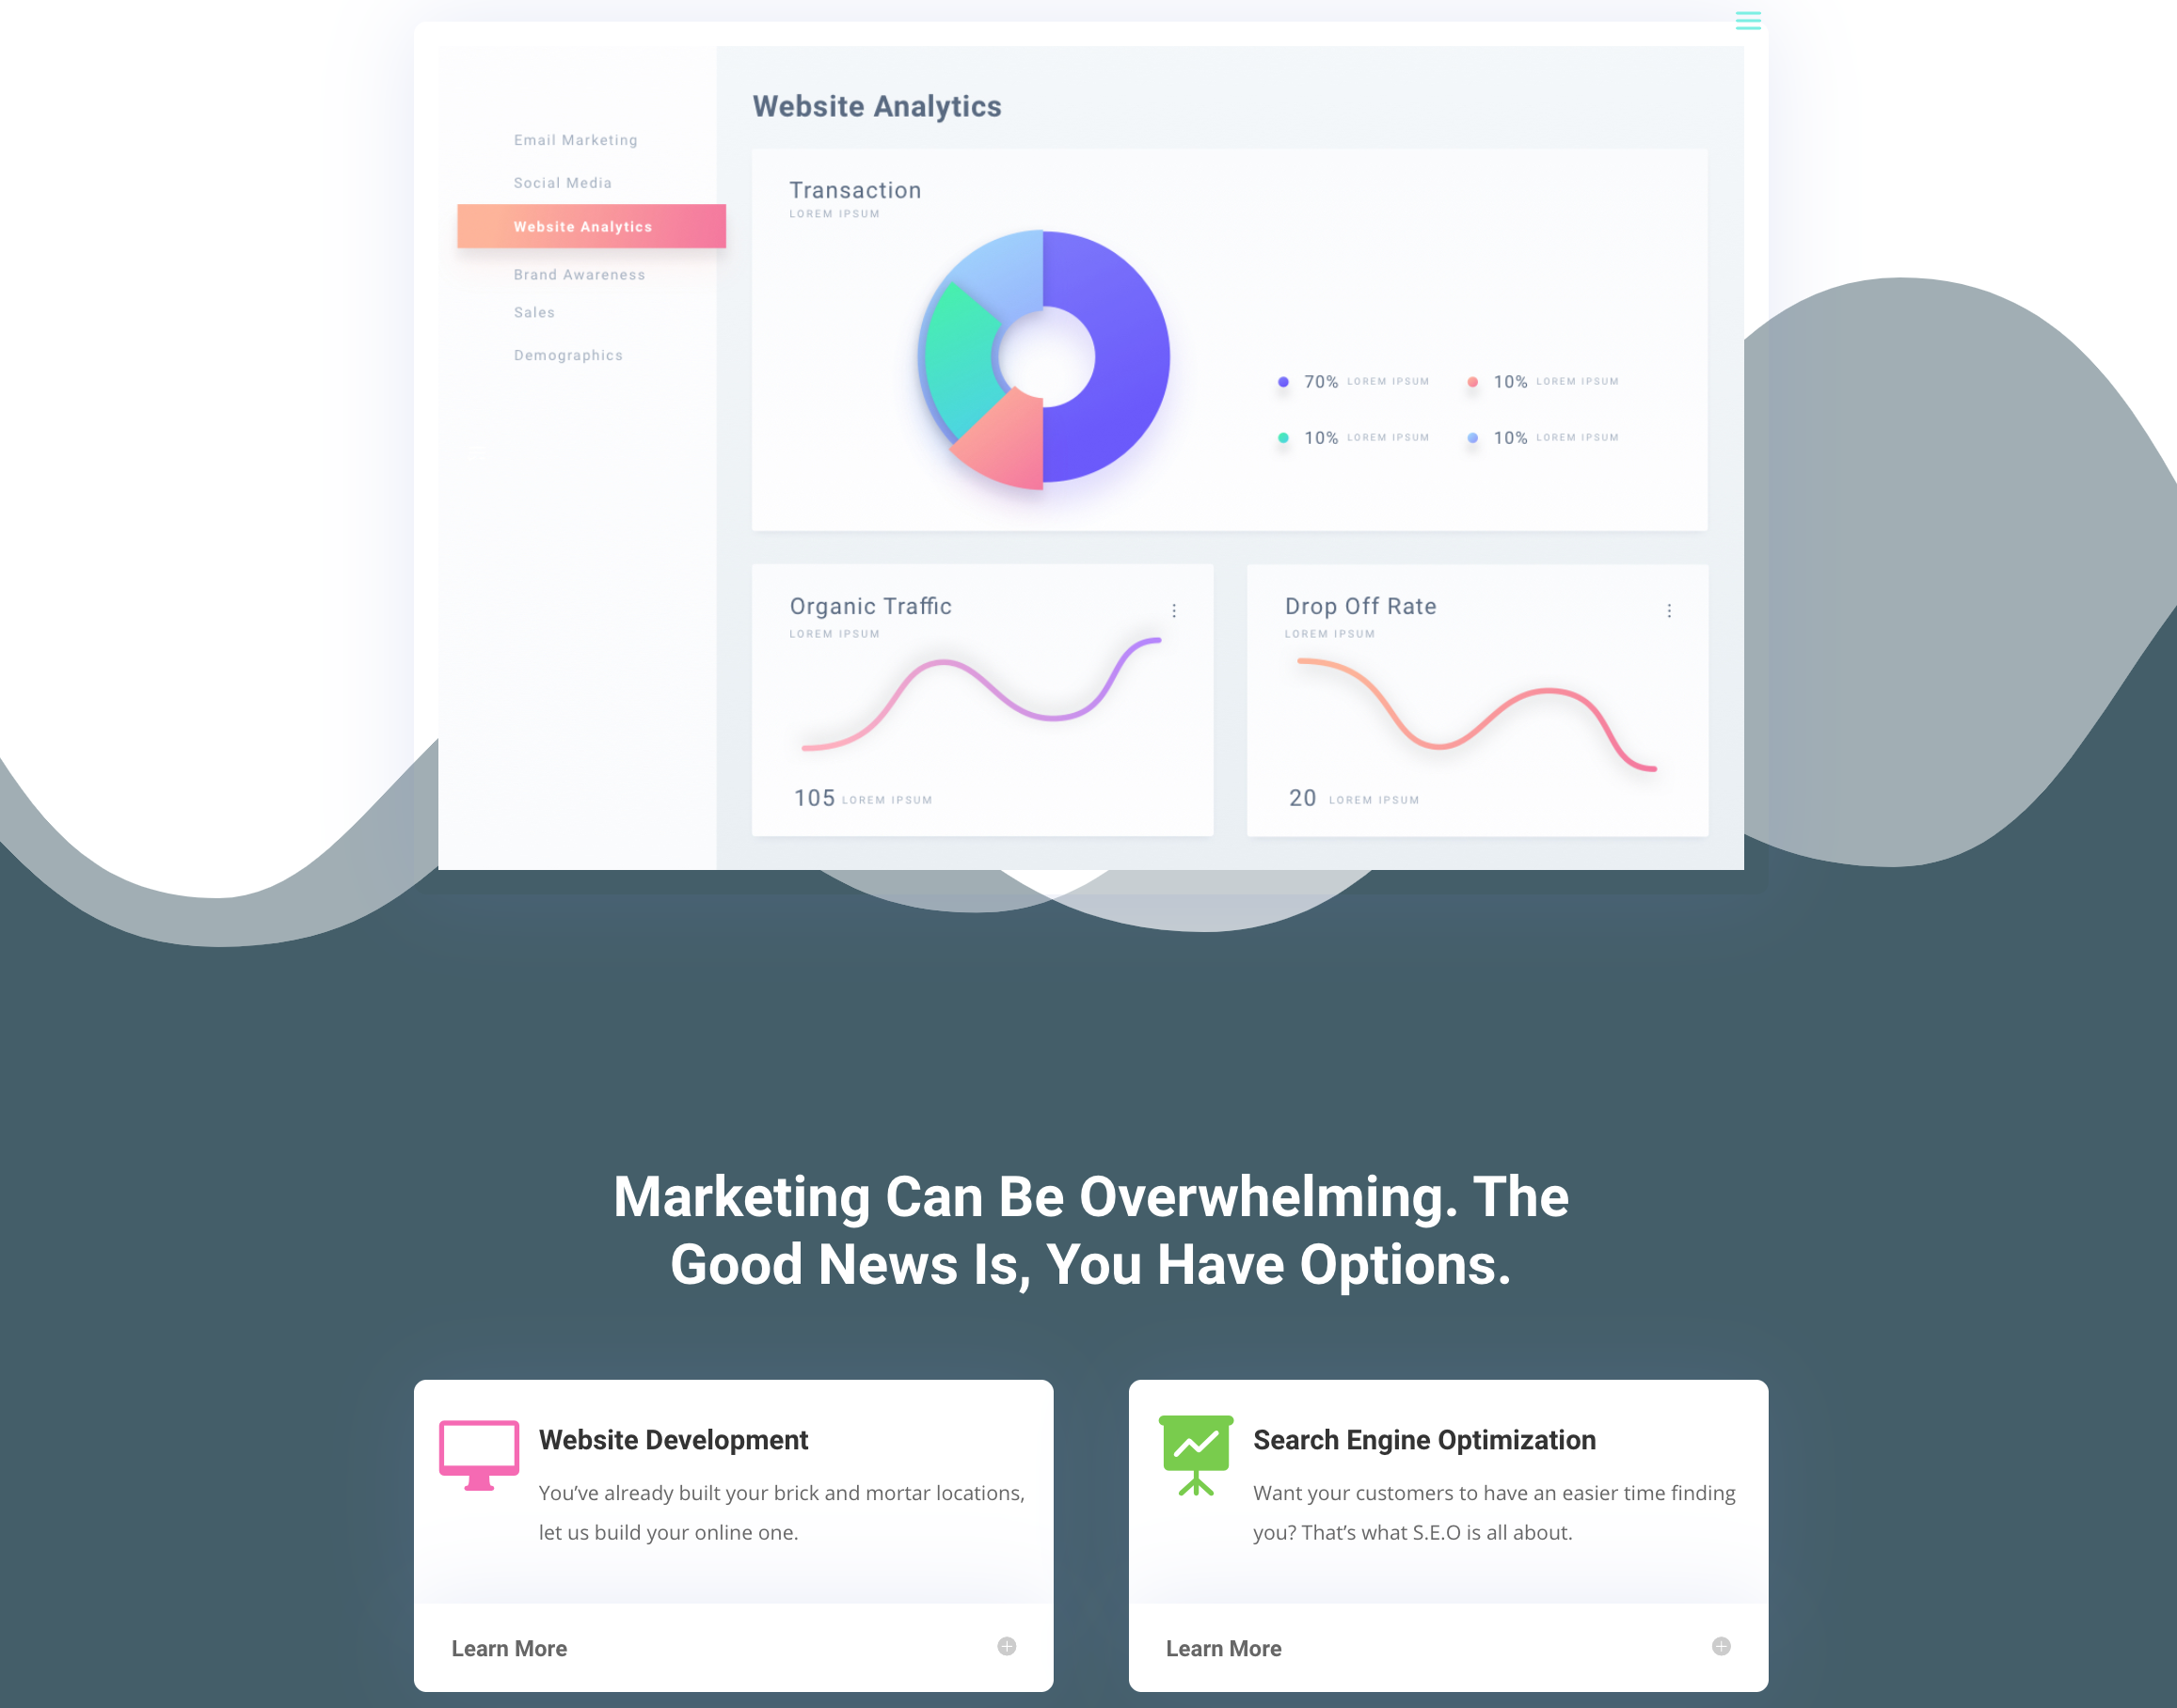 Email Marketing
Social Media
Website Analytics
Brand Awareness
Sales
Demographics
Website Analytics
Transaction
LOREM IPSUM
70% LOREM IPSUM
10% LOREM IPSUM
10% LOREM IPSUM
10% LOREM IPSUM
Organic Traffic
LOREM IPSUM
105 LOREM IPSUM
Drop Off Rate
LOREM IPSUM
20 LOREM IPSUM
Marketing Can Be Overwhelming. The
Good News Is, You Have Options.
Website Development
You’ve already built your brick and mortar locations,
let us build your online one.
Learn More
Search Engine Optimization
Want your customers to have an easier time finding
you? That’s what S.E.O is all about.
Learn More